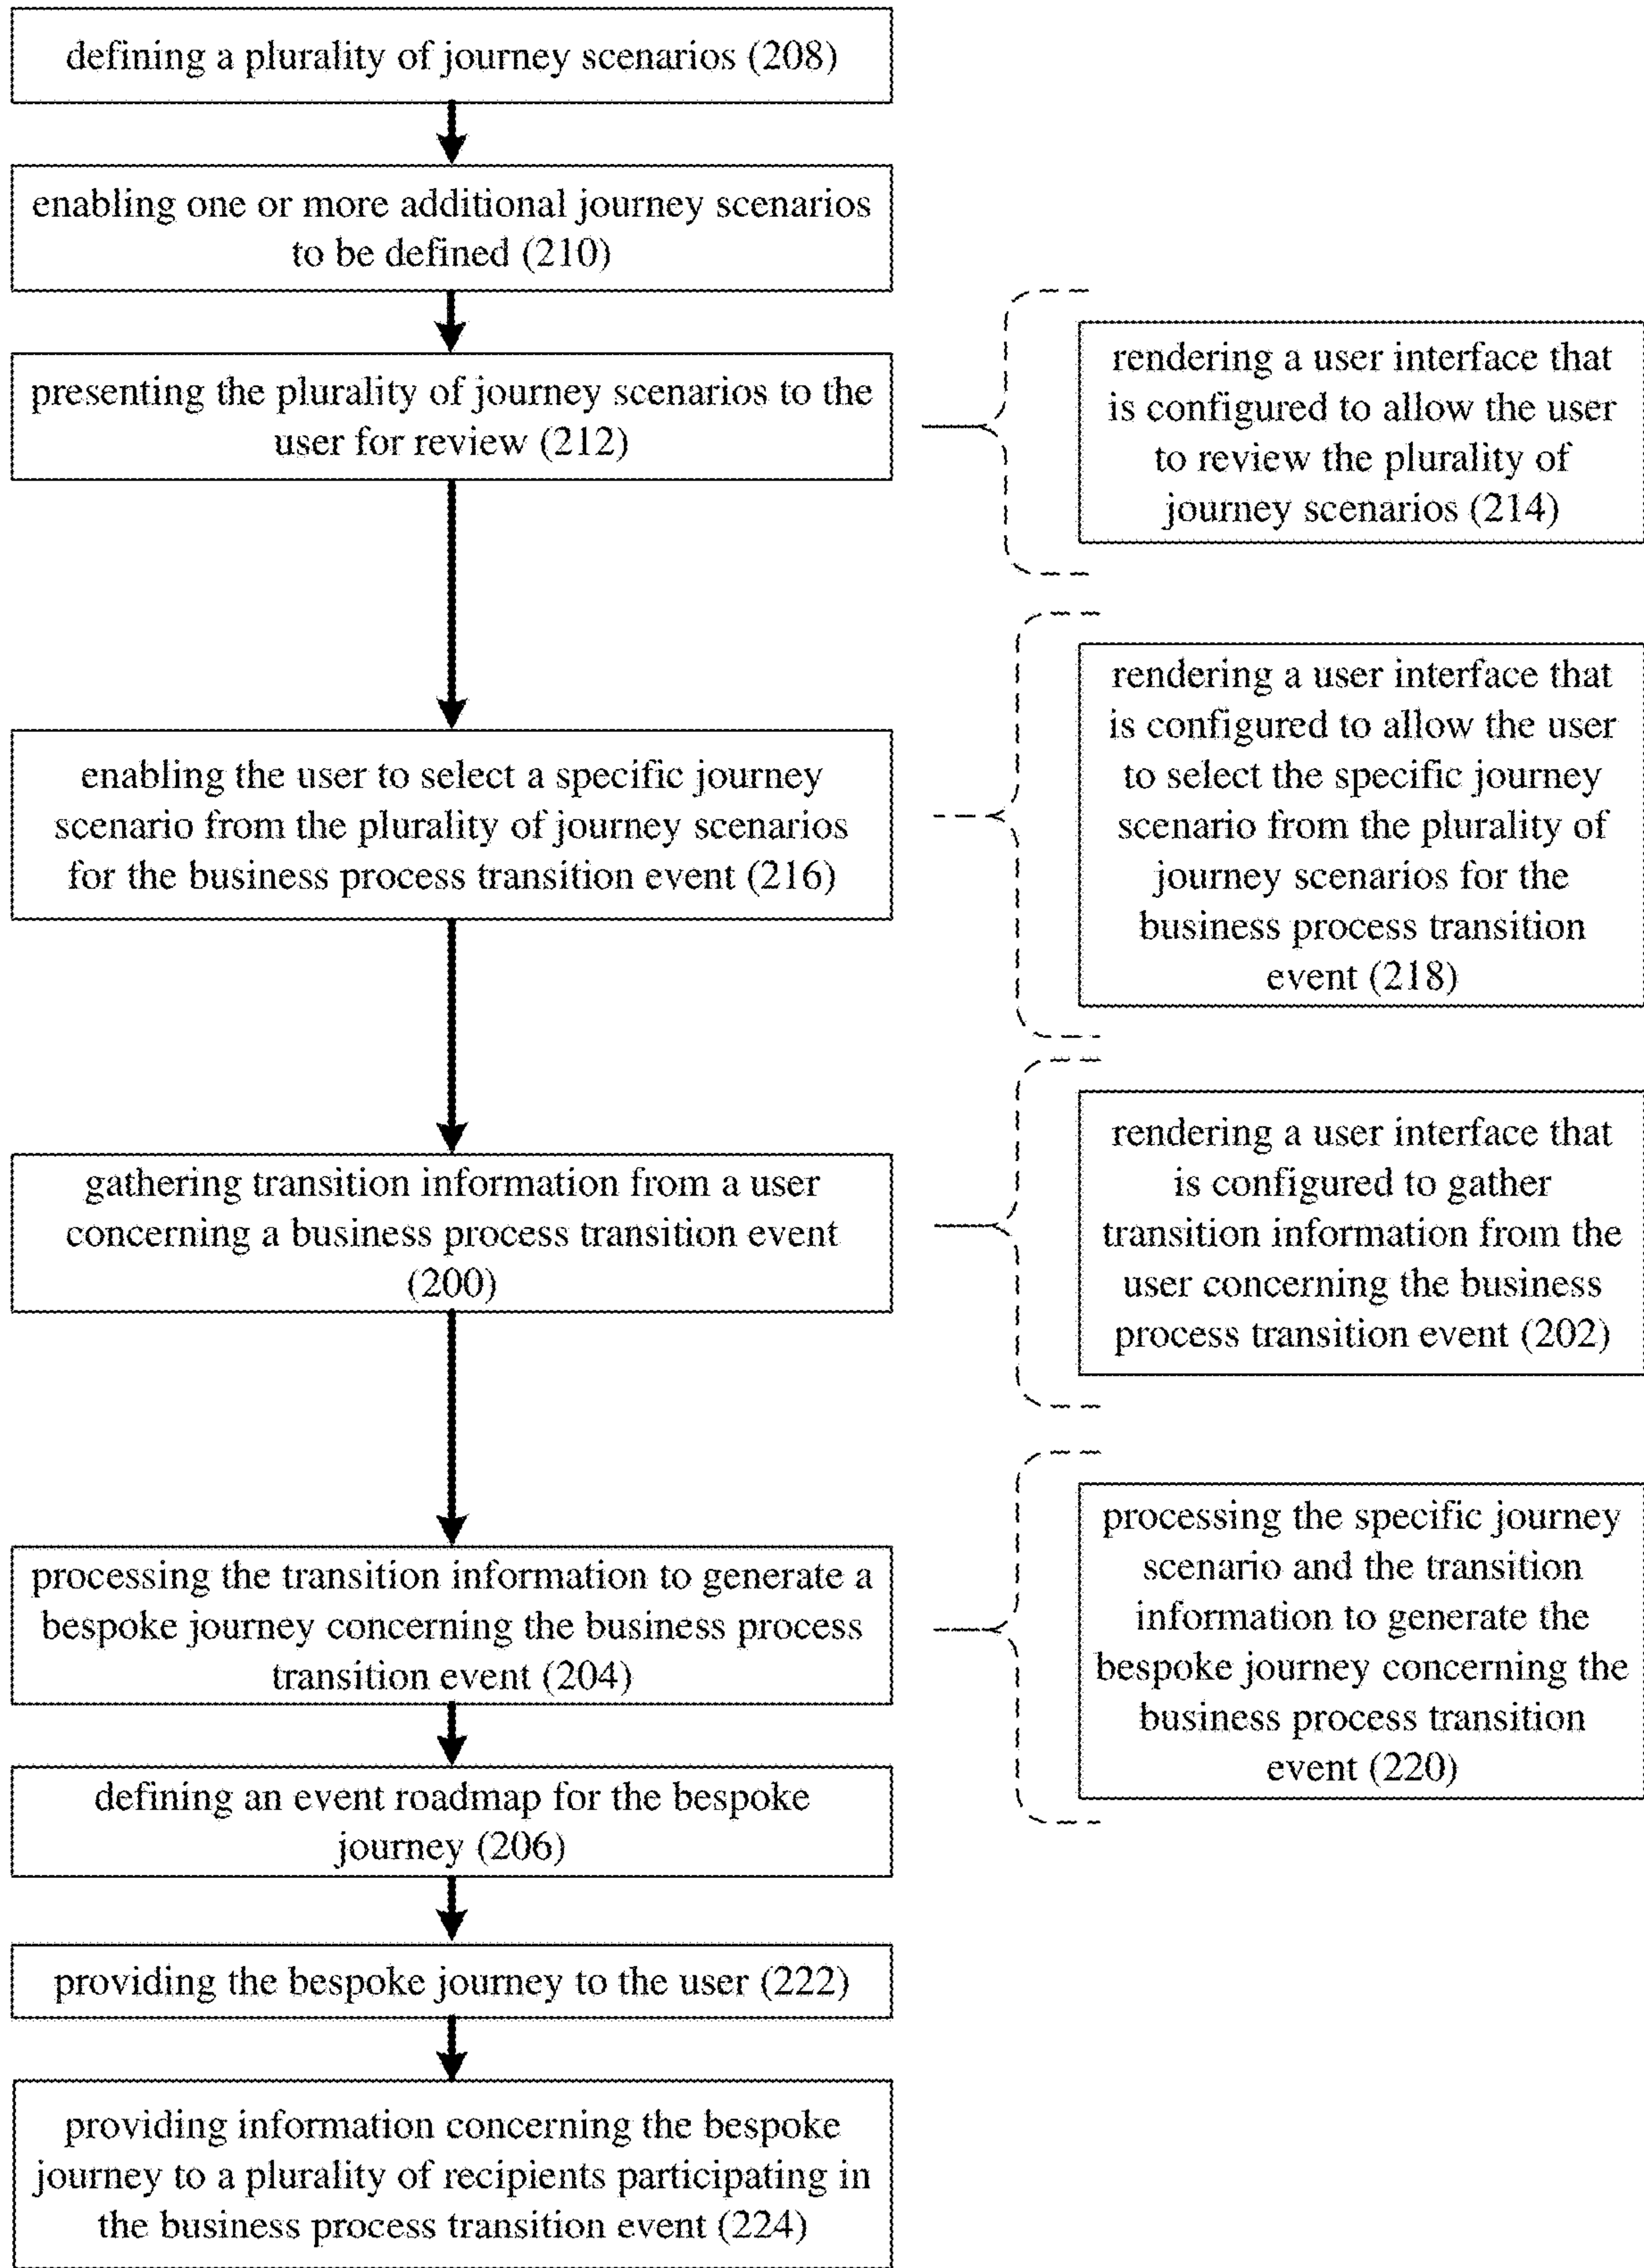 defining a plurality of journey scenarios (208)
enabling one or more additional journey scenarios
to be defined (210)
presenting the plurality of journey scenarios to the
user for review (212)
rendering a user interface that
is configured to allow the user
to review the plurality of
journey scenarios (214)
enabling the user to select a specific journey
scenario from the plurality of journey scenarios
for the business process transition event (216)
rendering a user interface that
is configured to allow the user
to select the specific journey
scenario from the plurality of
journey scenarios for the
business process transition
event (218)
gathering transition information from a user
concerning a business process transition event
(200)
rendering a user interface that
is configured to gather
transition information from the
user concerning the business
process transition event (202)
processing the transition information to generate a
bespoke journey concerning the business process
transition event (204)
processing the specific journey
scenario and the transition
information to generate the
bespoke journey concerning the
business process transition
event (220)
defining an event roadmap for the bespoke
journey (206)
providing the bespoke journey to the user (222)
providing information concerning the bespoke
journey to a plurality of recipients participating in
the business process transition event (224)